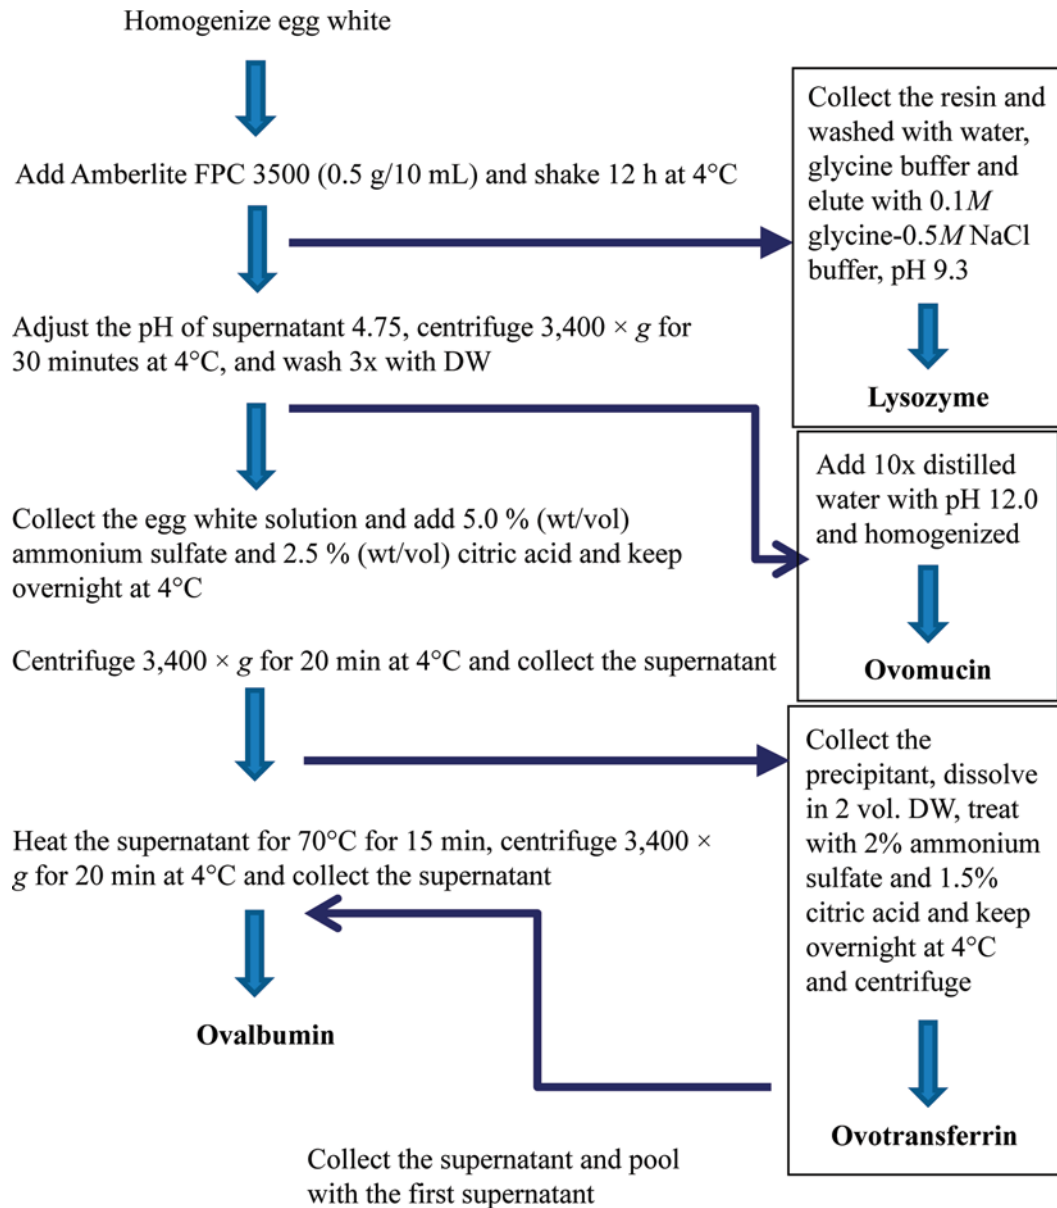 Homogenize egg white
Add Amberlite FPC 3500 (0.5 g/10 mL) and shake 12 h at 4°C
Collect the resin and
washed with water,
glycine buffer and
elute with 0.1M
glycine-0.5M NaCl
buffer, pH 9.3
Lysozyme
Adjust the pH of supernatant 4.75, centrifuge 3,400 × g for
30 minutes at 4°C, and wash 3x with DW
Add 10x distilled
water with pH 12.0
and homogenized
Ovomucin
Collect the egg white solution and add 5.0 % (wt/vol)
ammonium sulfate and 2.5 % (wt/vol) citric acid and keep
overnight at 4°C
Centrifuge 3,400 × g for 20 min at 4°C and collect the supernatant
Collect the
precipitant, dissolve
in 2 vol. DW, treat
with 2% ammonium
sulfate and 1.5%
citric acid and keep
overnight at 4°C
and centrifuge
Ovotransferrin
Heat the supernatant for 70°C for 15 min, centrifuge 3,400 ×
g for 20 min at 4°C and collect the supernatant
Ovalbumin
Collect the supernatant and pool
with the first supernatant